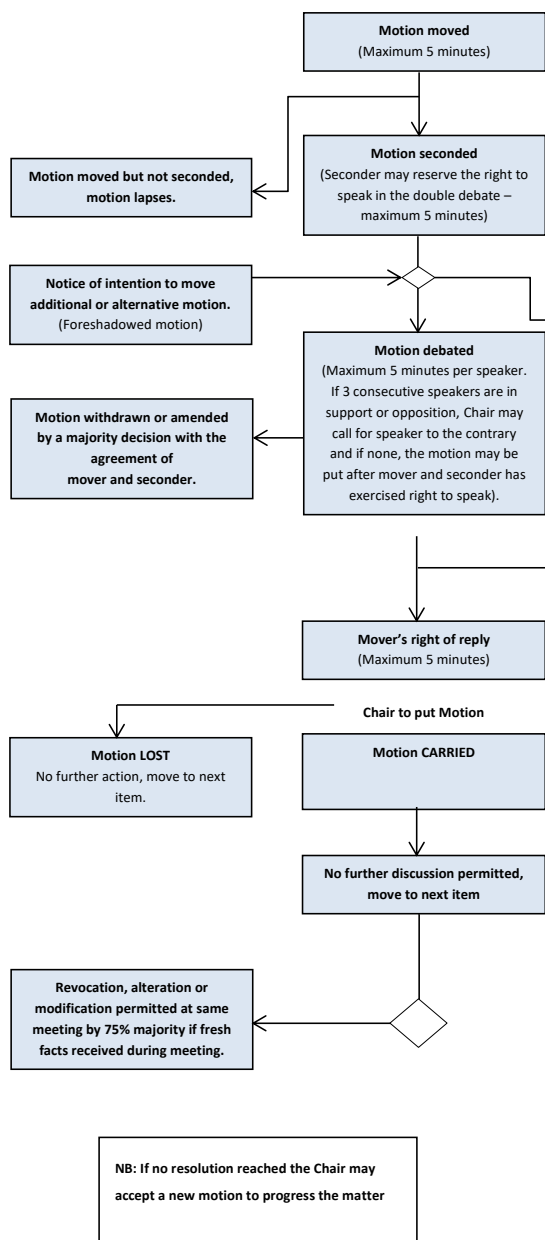 Motion moved
(Maximum 5 minutes)
Motion seconded
(Seconder may reserve the right to
speak in the double debate –
maximum 5 minutes)
Motion moved but not seconded,
motion lapses.
Notice of intention to move
additional or alternative motion.
(Foreshadowed motion)
Motion debated
(Maximum 5 minutes per speaker.
If 3 consecutive speakers are in
support or opposition, Chair may
call for speaker to the contrary
and if none, the motion may be
put after mover and seconder has
exercised right to speak).
Motion withdrawn or amended
by a majority decision with the
agreement of
mover and seconder.
Mover’s right of reply
(Maximum 5 minutes)
Chair to put Motion
Motion LOST
No further action, move to next
item.
Motion CARRIED
No further discussion permitted,
move to next item
Revocation, alteration or
modification permitted at same
meeting by 75% majority if fresh
facts received during meeting.
NB: If no resolution reached the Chair may
accept a new motion to progress the matter